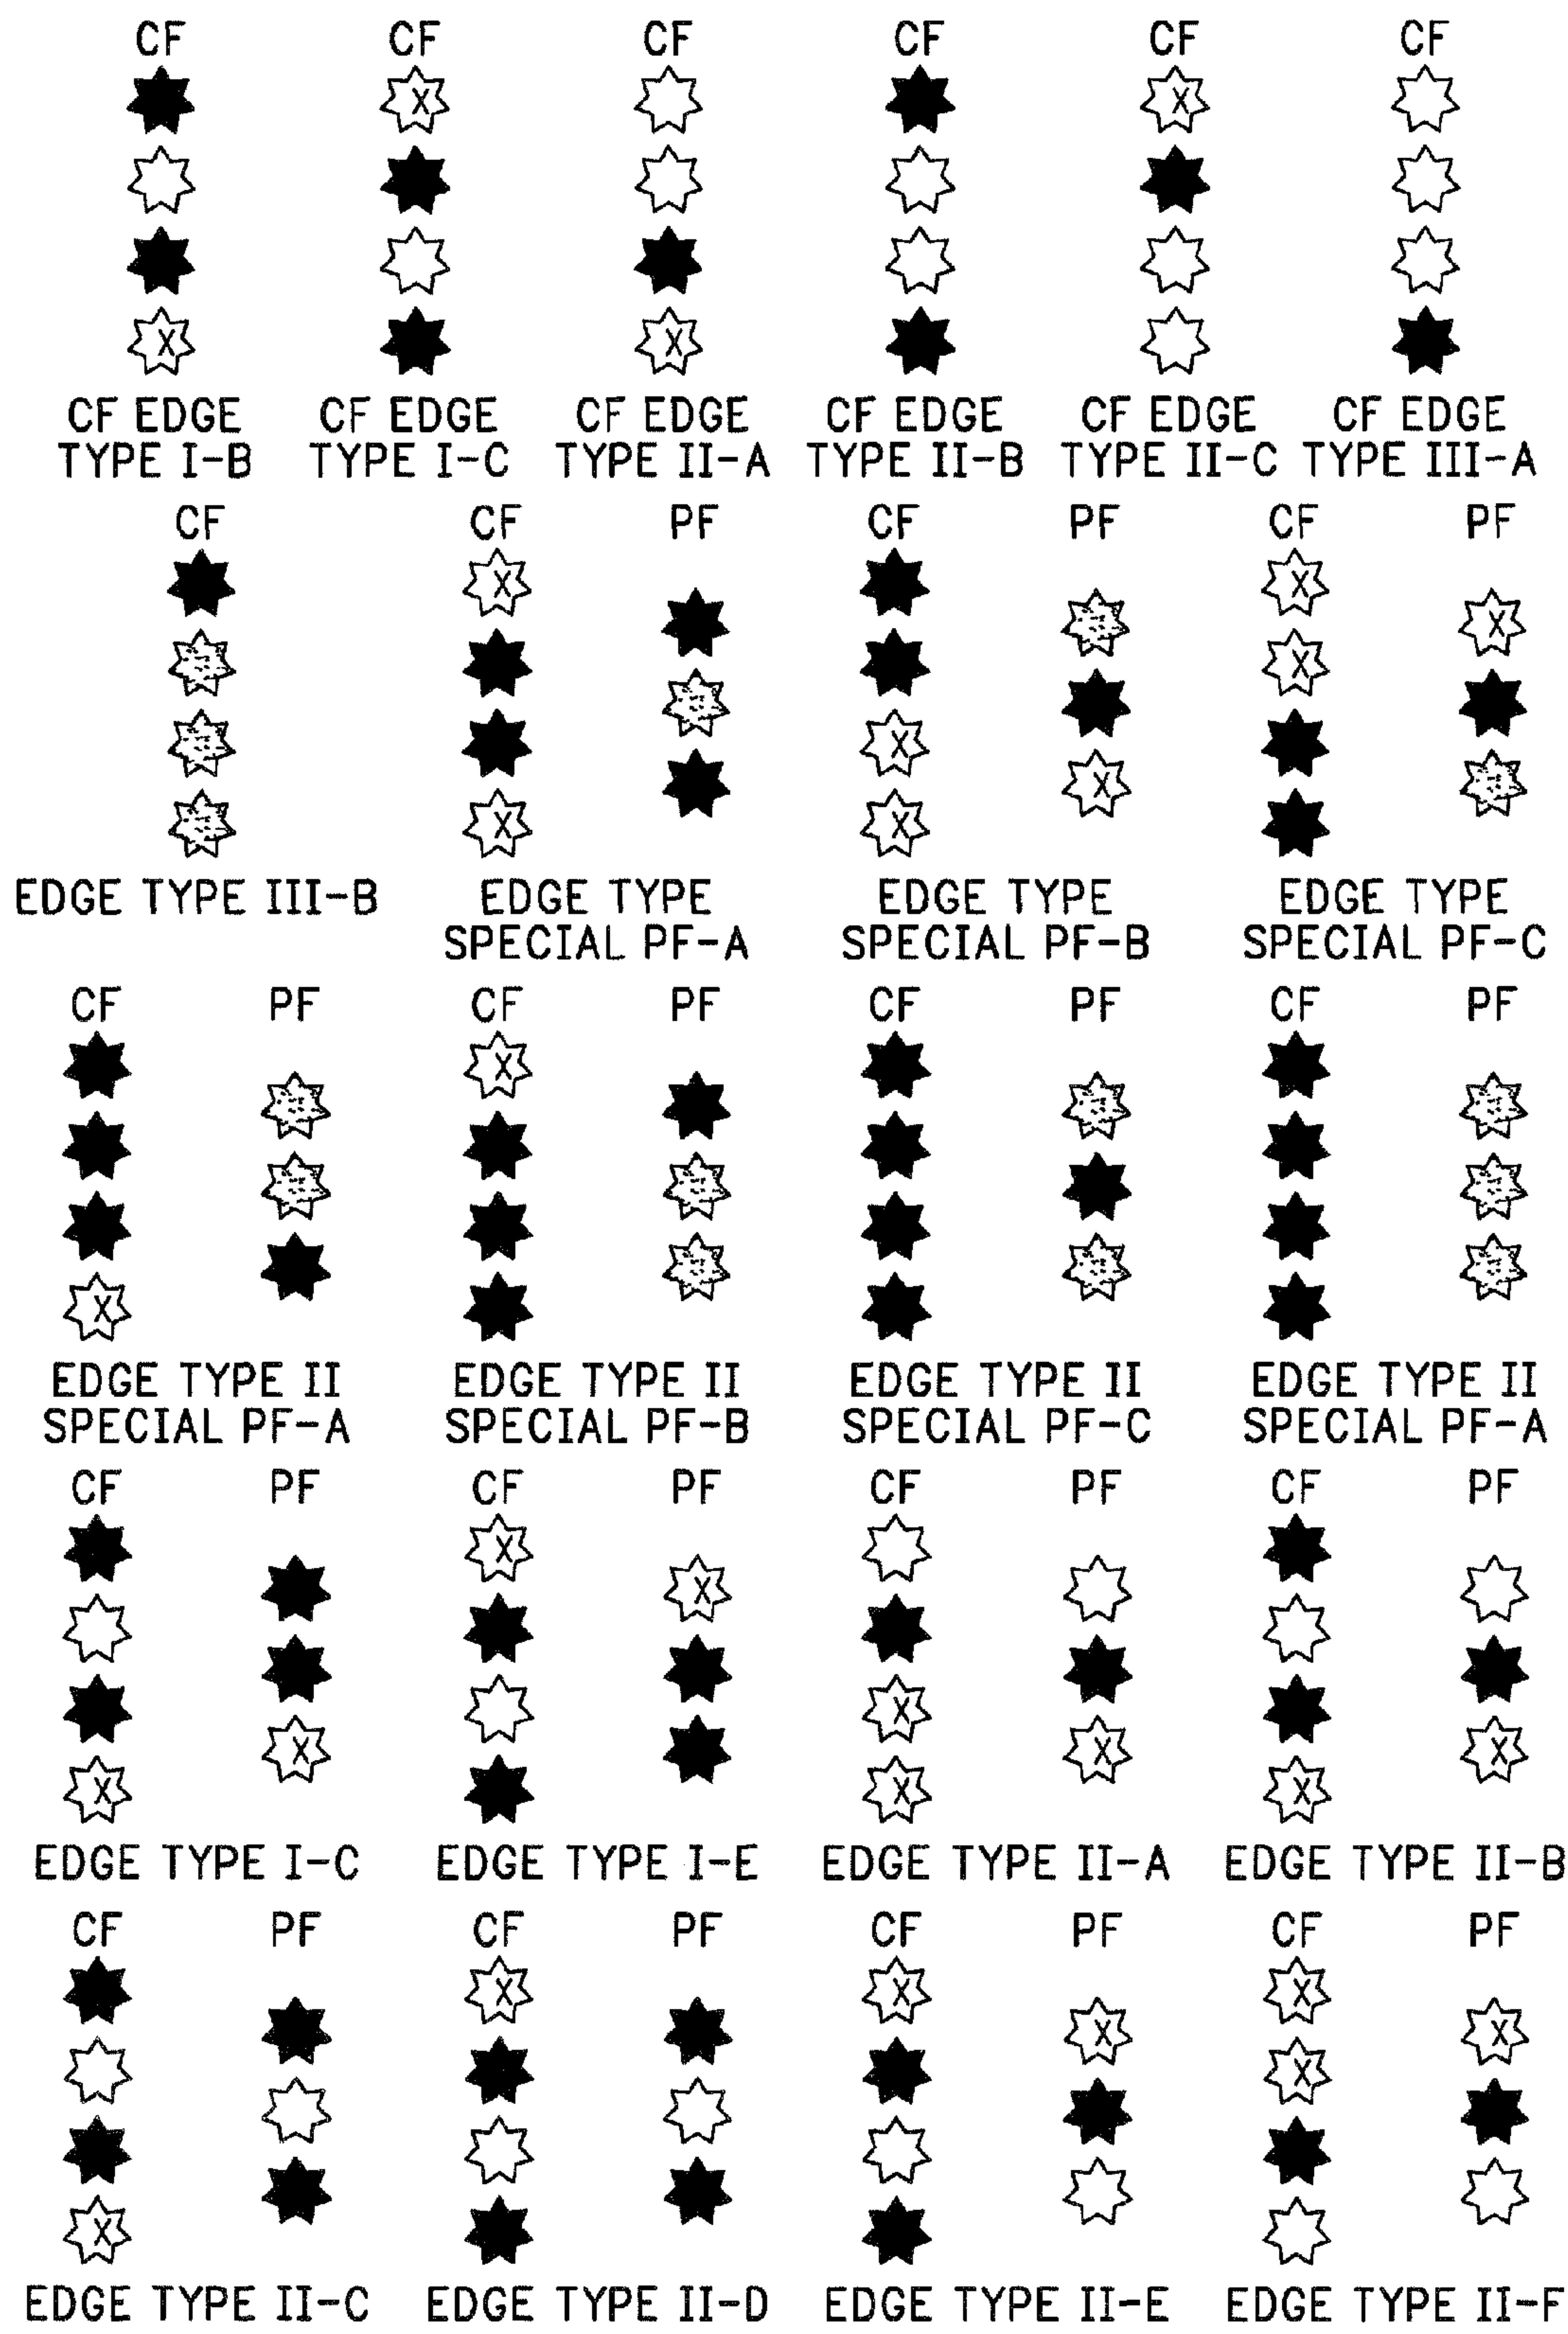 CF CF CF CF CF CF
X X
X X
CF EDGE CF EDGE CF EDGE CF EDGE CF EDGE CF EDGE
TYPE I-B TYPE I-C TYPE II-A TYPE II-B TYPE II-C TYPE III-A
CF CF PF CF PF CF PF
X X
X
X
X X
X
X X
EDGE TYPE III-B EDGE TYPE EDGE TYPE EDGE TYPE
SPECIAL PF-A SPECIAL PF-B SPECIAL PF-C
CF PF CF PF CF PF CF PF
X
X
EDGE TYPE II EDGE TYPE II EDGE TYPE II EDGE TYPE II
SPECIAL PF-A SPECIAL PF-B SPECIAL PF-C SPECIAL PF-A
CF PF CF PF CF PF CF PF
X
X
X
X X X
X X X
EDGE TYPE I-C EDGE TYPE I-E EDGE TYPE II-A EDGE TYPE II-B
CF PF CF PF CF PF CF PF
X X X
X X
X
X
EDGE TYPE II-C EDGE TYPE II-D EDGE TYPE II-E EDGE TYPE II-F